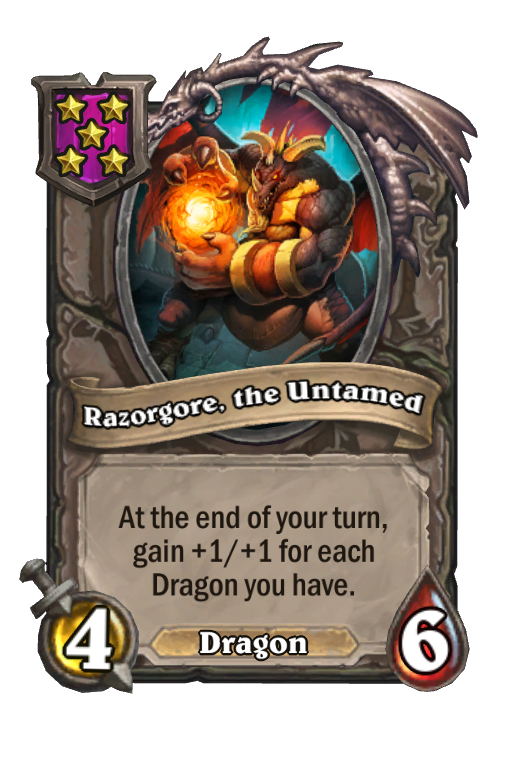 Razorgore, the Untamed
At the end of your turn,
gain +1/+1 for each
Dragon you have.
4
Dragon
6